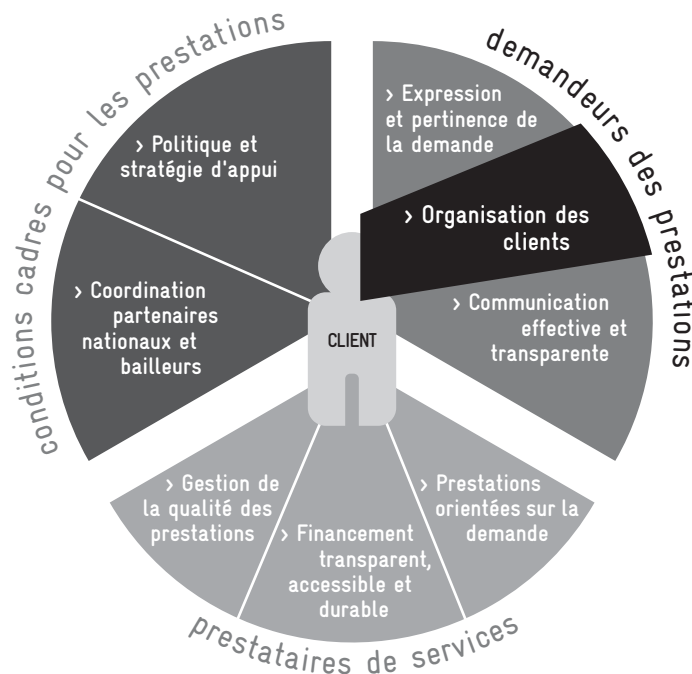 conditions cadres pour les prestations
demandeurs des prestations
› Politique et
stratégie d'appui
› Coordination
partenaires
nationaux et
bailleurs
› Expression
et pertinence de
la demande
› Organisation des
clients
› Communication
effective et
transparente
CLIENT
› Gestion de
la qualité des
prestations
› Financement
transparent,
accessible et
durable
› Prestations
orientées sur la
demande
prestataires de services